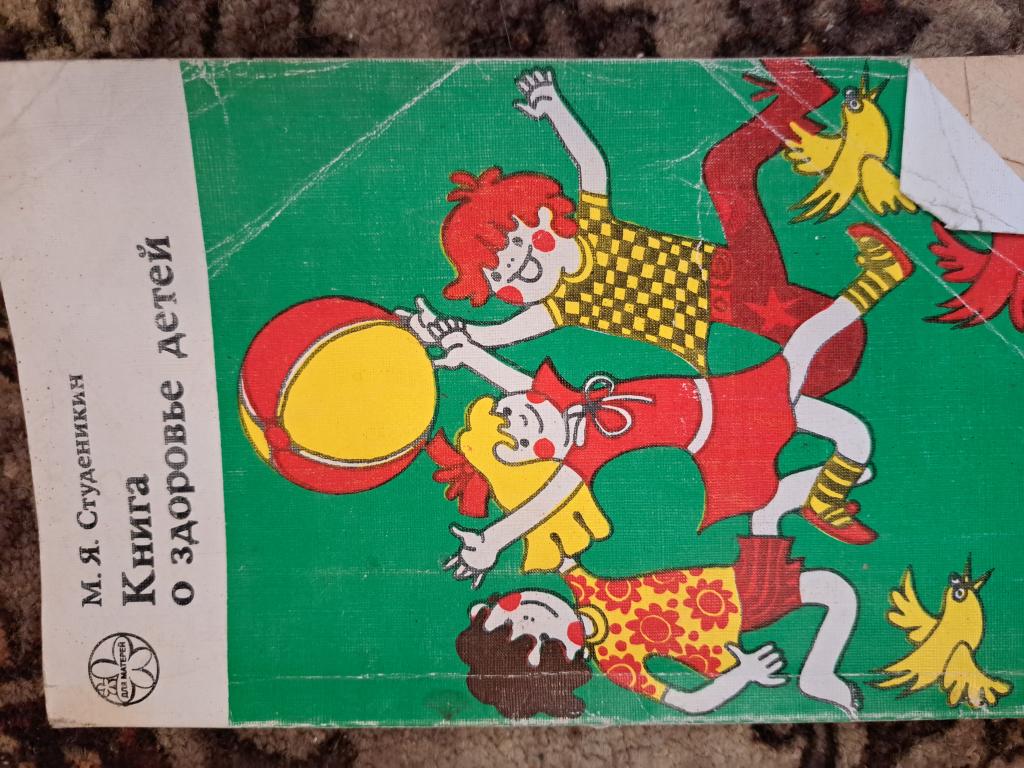 М. Я. Студеникин
Книга
о здоровье детей
ДЛЯ МАТЕРЕЙ